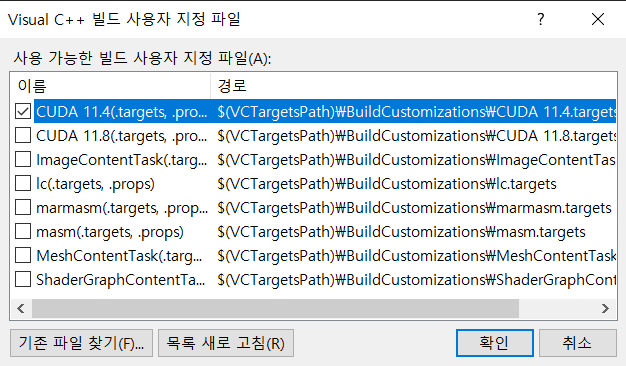 Visual C++ 빌드 사용자 지정 파일
사용 가능한 빌드 사용자 지정 파일(A):
이름 경로
CUDA 11.4(.targets, .pro... $(VCTargetsPath)₩BuildCustomizations₩CUDA 11.4.targets
CUDA 11.8(.targets, .pro... $(VCTargetsPath)₩BuildCustomizations₩CUDA 11.8.targets
ImageContentTask(.targ... $(VCTargetsPath)₩BuildCustomizations₩ImageContentTas
lc(.targets, .props) $(VCTargetsPath)₩BuildCustomizations₩lc.targets
marmasm(.targets, .prop... $(VCTargetsPath)₩BuildCustomizations₩marmasm.targets
masm(.targets, .props) $(VCTargetsPath)₩BuildCustomizations₩masm.targets
MeshContentTask(.targ... $(VCTargetsPath)₩BuildCustomizations₩MeshContentTask
ShaderGraphContentTa... $(VCTargetsPath)₩BuildCustomizations₩ShaderGraphCont
기존 파일 찾기(F)... 목록 새로 고침(R) 확인 취소